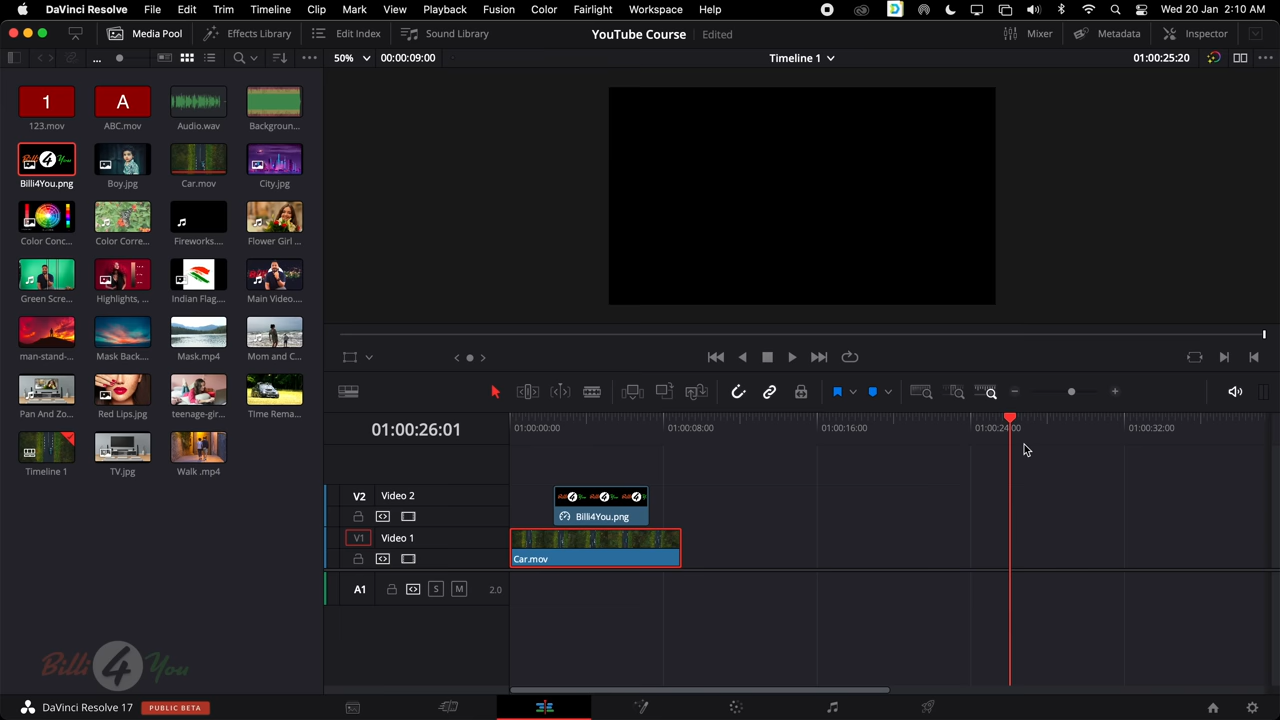 DaVinci Resolve File Edit Trim Timeline Clip Mark View Playback Fusion Color Fairlight Workspace Help Wed 20 Jan 2:10 AM
Media Pool Effects Library Edit Index Sound Library YouTube Course Edited Mixer Metadata Inspector
... 50% 00:00:09:00 Timeline 1 01:00:25:20
1 A
123.mov ABC.mov Audio.wav Backgroun...
Billi 4 You
Billi4You.png Boy.jpg Car.mov City.jpg
Color Conc... Color Corre... Fireworks.... Flower Girl ...
Green Scre... Highlights, ... Indian Flag.... Main Video....
man-stand-... Mask Back.... Mask.mp4 Mom and C...
Pan And Zo... Red Lips.jpg teenage-gir... TIme Rema...
Timeline 1 TV.jpg Walk .mp4
01:00:26:01
01:00:00:00 01:00:08:00 01:00:16:00 01:00:24:00 01:00:32:00
V2 Video 2
Billi4You.png
V1 Video 1
Car.mov
A1 S M 2.0
Billi 4 You
DaVinci Resolve 17 PUBLIC BETA